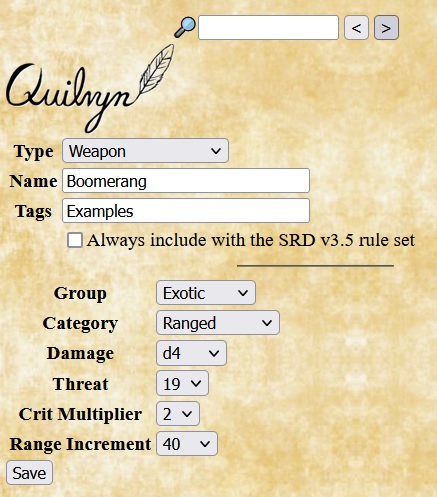 < >
Quilvyn
Type Weapon
Name Boomerang
Tags Examples
Always include with the SRD v3.5 rule set
Group Exotic
Category Ranged
Damage d4
Threat 19
Crit Multiplier 2
Range Increment 40
Save